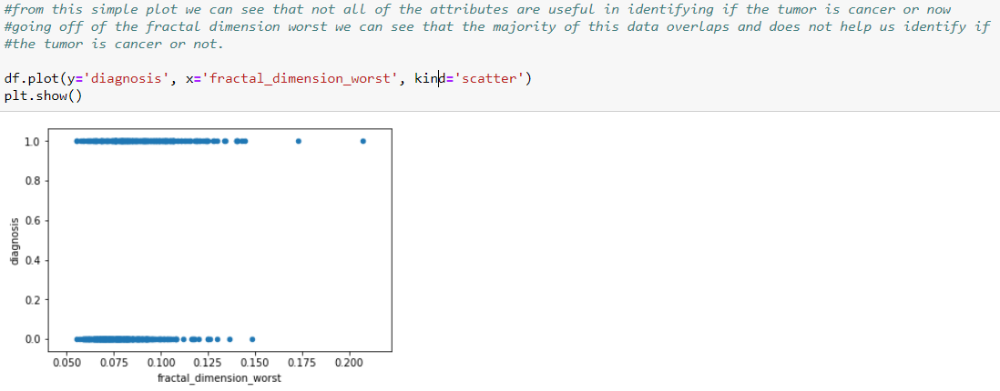 #from this simple plot we can see that not all of the attributes are useful in identifying if the tumor is cancer or now
#going off of the fractal dimension worst we can see that the majority of this data overlaps and does not help us identify if
#the tumor is cancer or not.
df.plot(y='diagnosis', x='fractal_dimension_worst', kind='scatter')
plt.show()
1.0
0.8
0.6
0.4
0.2
0.0
diagnosis
0.050 0.075 0.100 0.125 0.150 0.175 0.200
fractal_dimension_worst